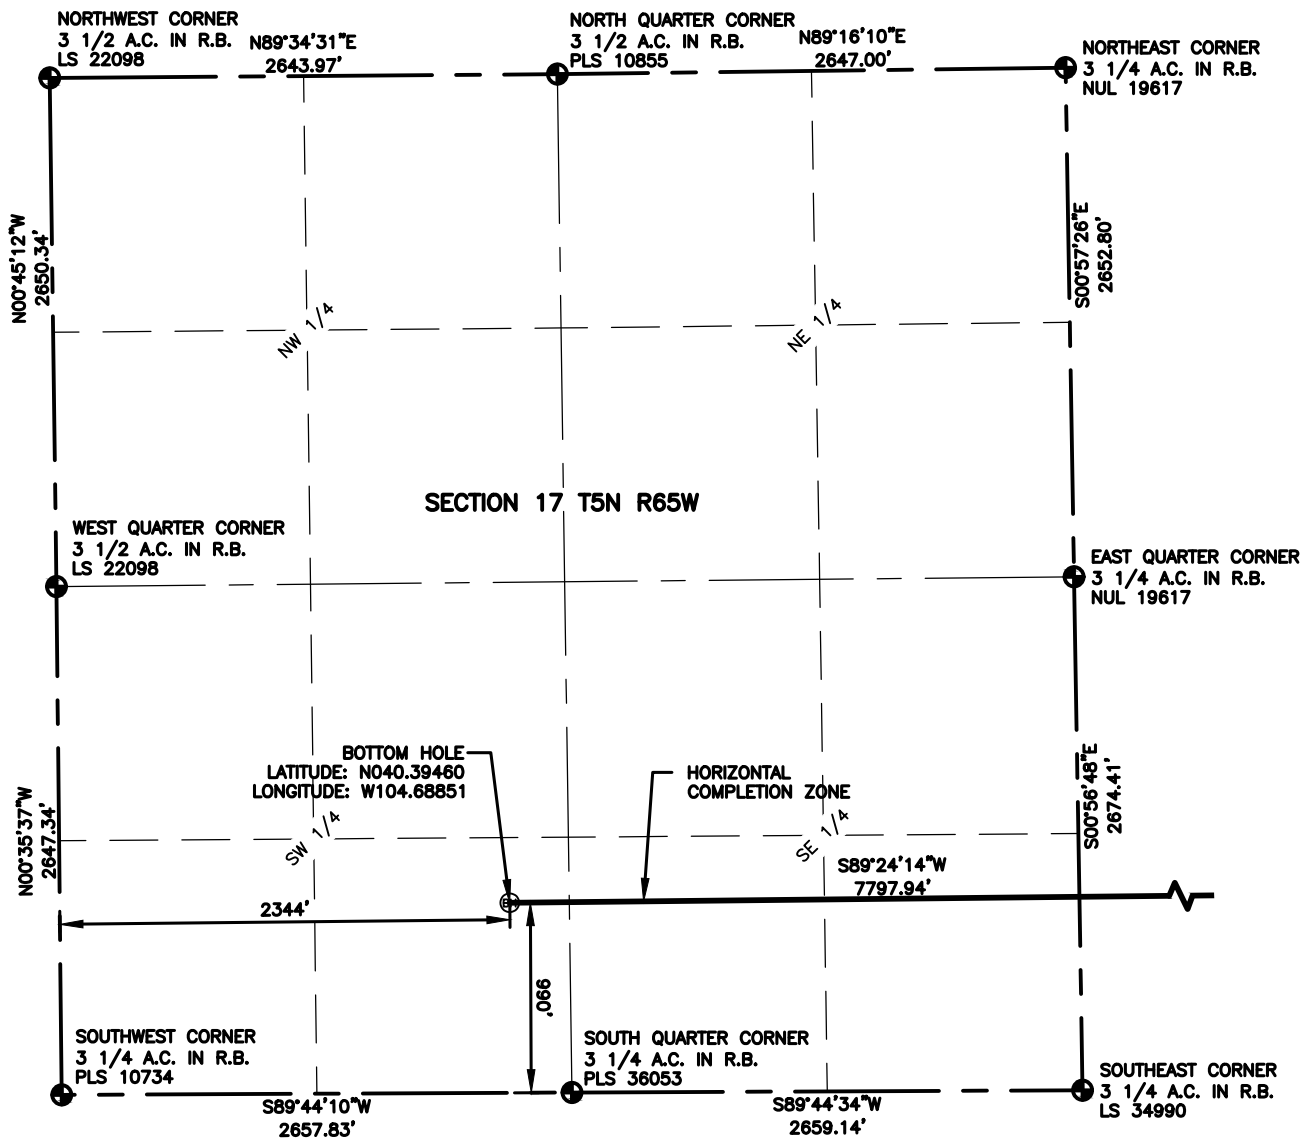 NORTHWEST CORNER
3 1/2 A.C. IN R.B.
LS 22098
N89°34'31"E
2643.97'
NORTH QUARTER CORNER
3 1/2 A.C. IN R.B.
PLS 10855
N89°16'10"E
2647.00'
NORTHEAST CORNER
3 1/4 A.C. IN R.B.
NUL 19617
N00°45'12"W
2650.34'
S00°57'26"E
2652.80'
NW 1/4
NE 1/4
SECTION 17 T5N R65W
WEST QUARTER CORNER
3 1/2 A.C. IN R.B.
LS 22098
EAST QUARTER CORNER
3 1/4 A.C. IN R.B.
NUL 19617
BOTTOM HOLE
LATITUDE: N040.39460
LONGITUDE: W104.68851
HORIZONTAL
COMPLETION ZONE
N00°35'37"W
2647.34'
S00°56'48"E
2674.41'
SW 1/4
SE 1/4
S89°24'14"W
7797.94'
2344'
990'
SOUTHWEST CORNER
3 1/4 A.C. IN R.B.
PLS 10734
SOUTH QUARTER CORNER
3 1/4 A.C. IN R.B.
PLS 36053
SOUTHEAST CORNER
3 1/4 A.C. IN R.B.
LS 34990
S89°44'10"W
2657.83'
S89°44'34"W
2659.14'